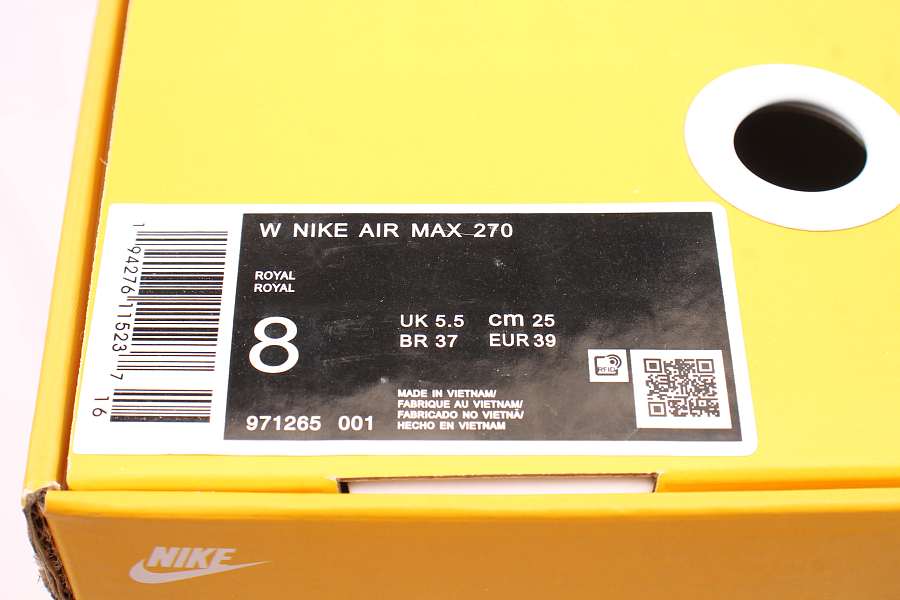 W NIKE AIR MAX 270
ROYAL
ROYAL
8
UK 5.5 cm 25
BR 37 EUR 39
RFID
MADE IN VIETNAM/
FABRIQUE AU VIETNAM/
FABRICADO NO VIETNÃ/
HECHO EN VIETNAM
971265 001
1 94276 11523 7 16
NIKE